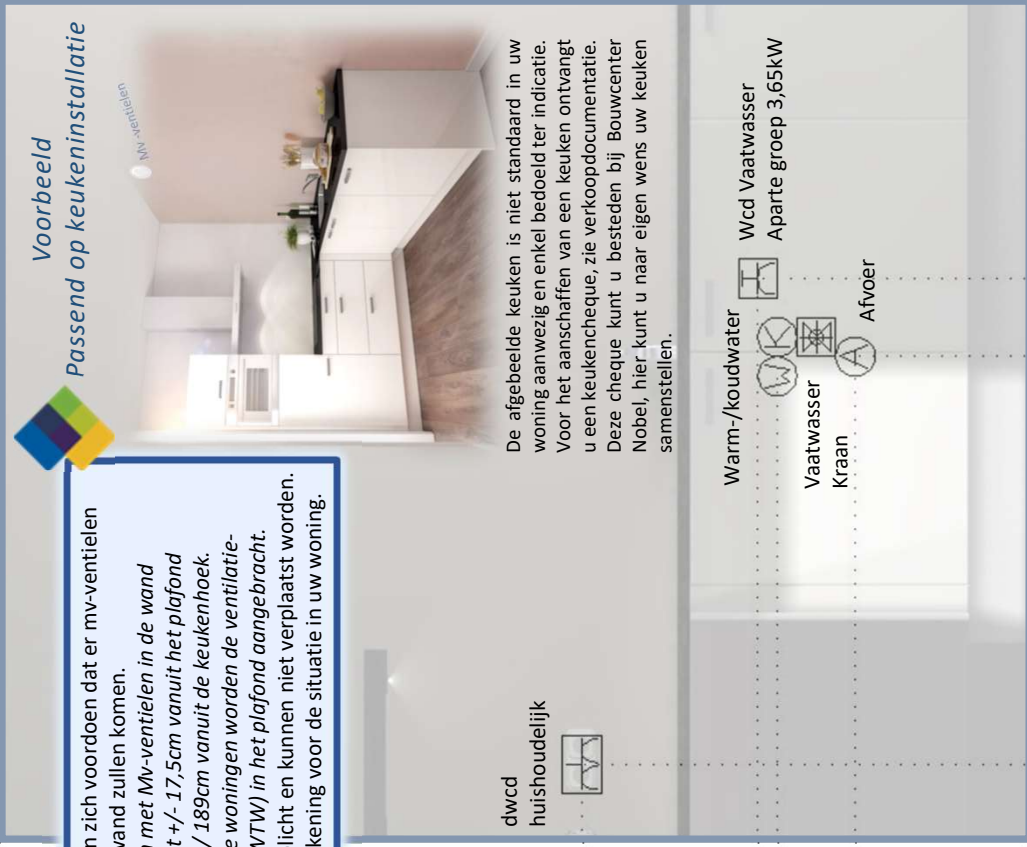 Voorbeeld
Passend op keukeninstallatie
Mv-ventielen
zich voordoen dat er mv-ventielen
wand zullen komen.
met Mv-ventielen in de wand
+/- 17,5cm vanuit het plafond
/ 189cm vanuit de keukenhoek.
woningen worden de ventilatie-
WTW) in het plafond aangebracht.
licht en kunnen niet verplaatst worden.
kening voor de situatie in uw woning.
De afgebeelde keuken is niet standaard in uw
woning aanwezig en enkel bedoeld ter indicatie.
Voor het aanschaffen van een keuken ontvangt
u een keukencheque, zie verkoopdocumentatie.
Deze cheque kunt u besteden bij Bouwcenter
Nobel, hier kunt u naar eigen wens uw keuken
samenstellen.
dwcd
huishoudelijk
Warm-/koudwater
Wcd Vaatwasser
Aparte groep 3,65kW
W K
Vaatwasser
Kraan
A
Afvoer